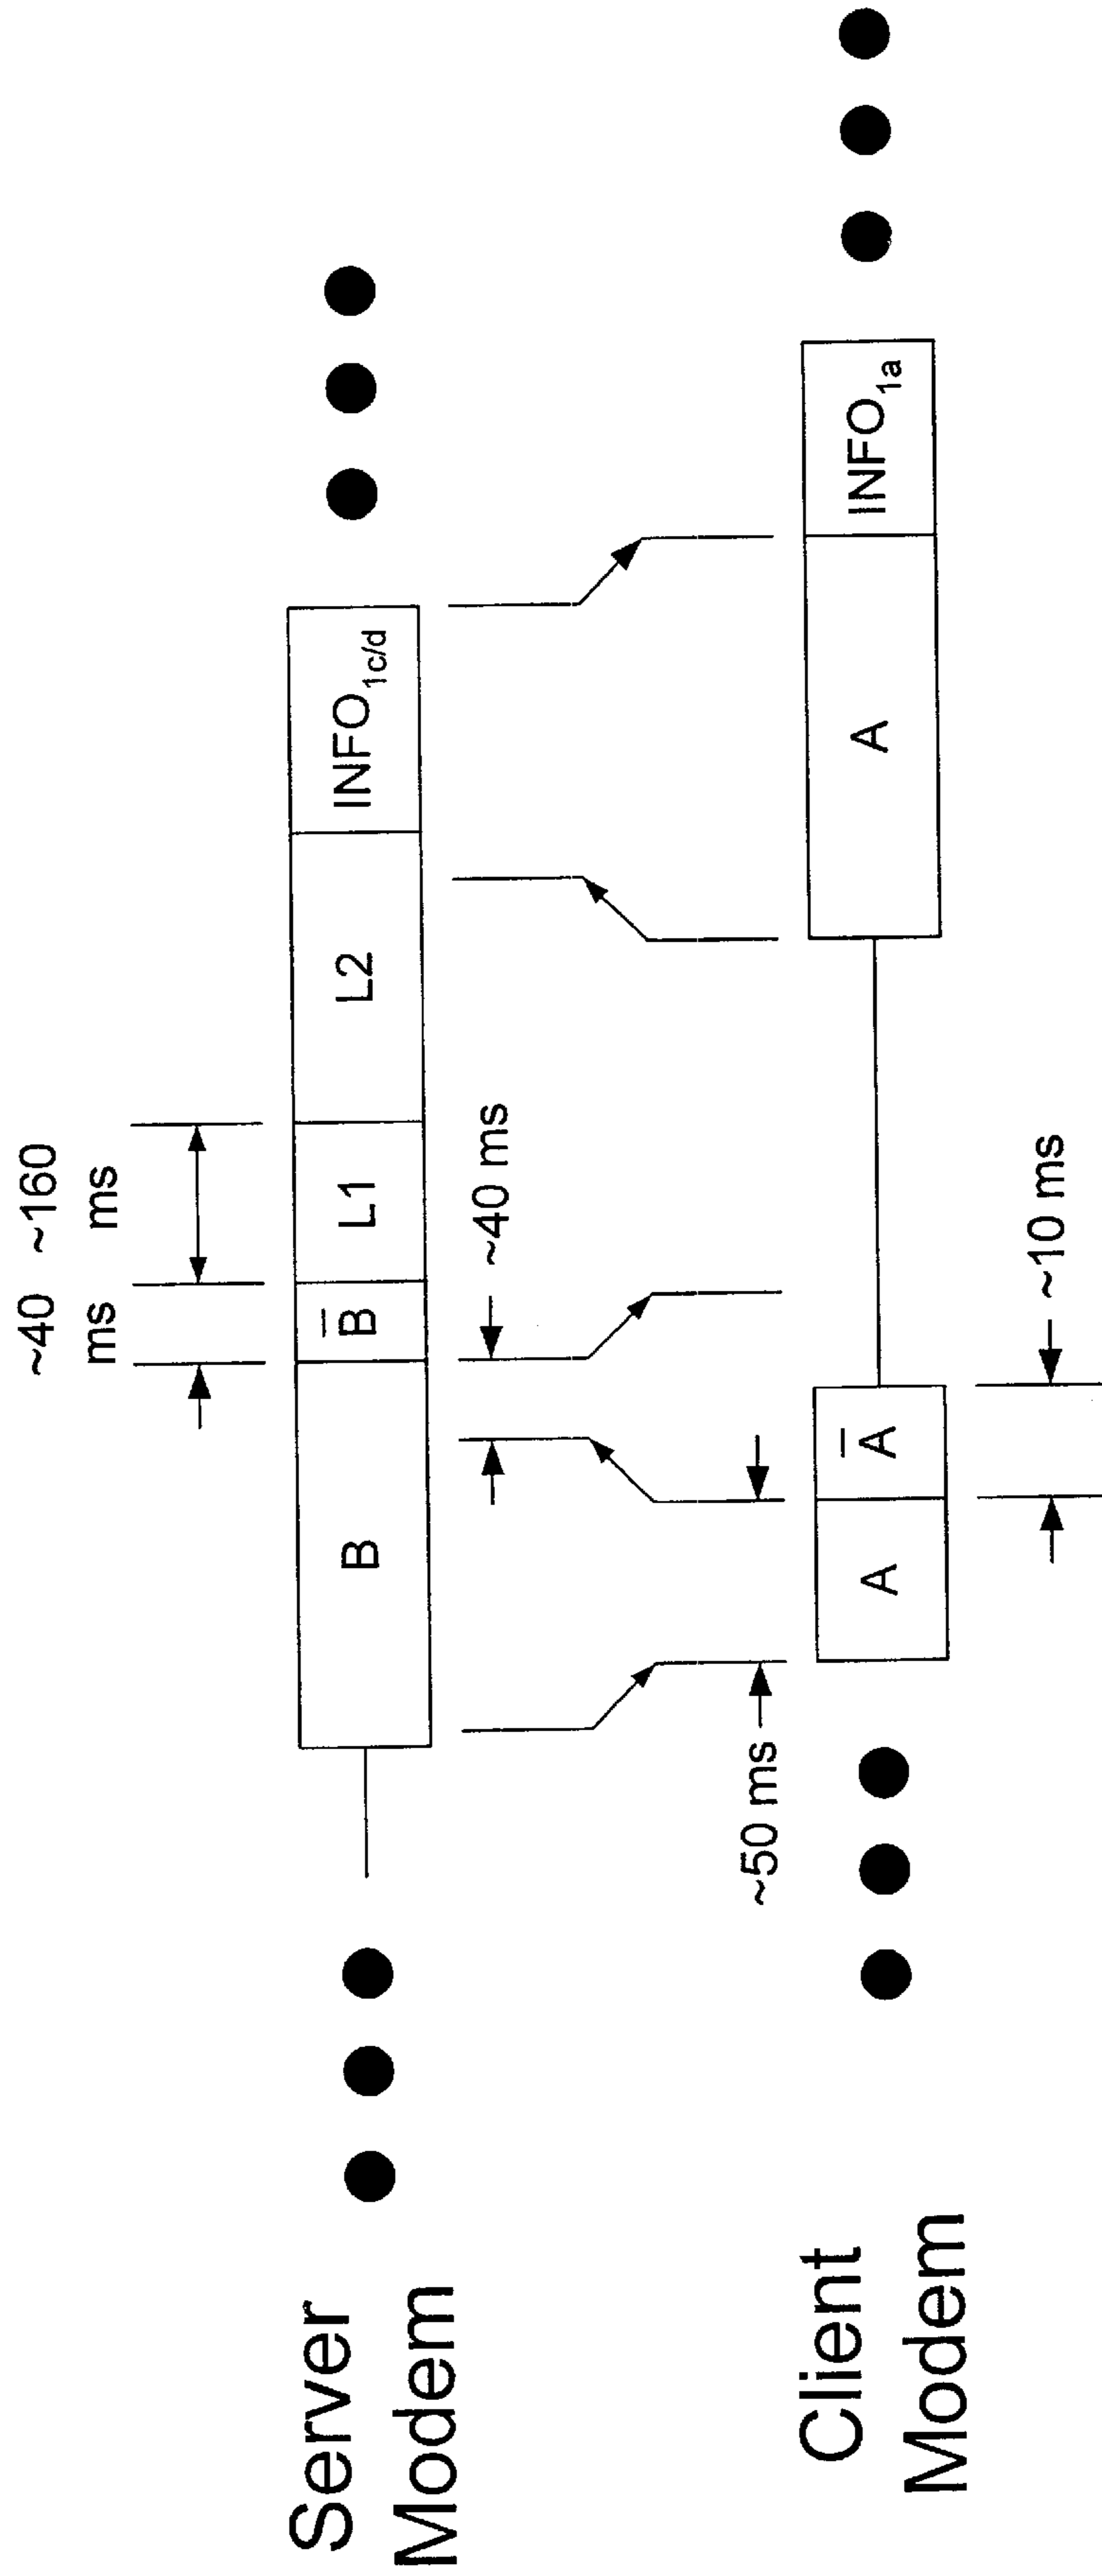 ~40 ~160
ms ms
Server
Modem
B
B̅
L1
L2
INFO1c/d
~40 ms
~50 ms
Client
Modem
A
A̅
A
INFO1a
~10 ms